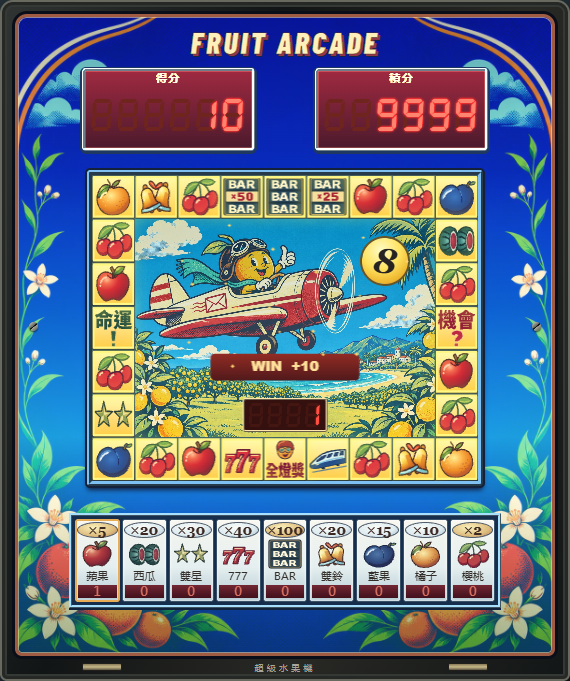 FRUIT ARCADE
得分
積分
10
9999
BAR BAR BAR
×50 BAR ×25
BAR BAR BAR
8
命運
!
機會
?
WIN +10
1
777
全燈獎
×5 ×20 ×30 ×40 ×100 ×20 ×15 ×10 ×2
777
BAR
BAR
BAR
蘋果 西瓜 雙星 777 BAR 雙鈴 藍果 橘子 櫻桃
1 0 0 0 0 0 0 0 0
超級水果機